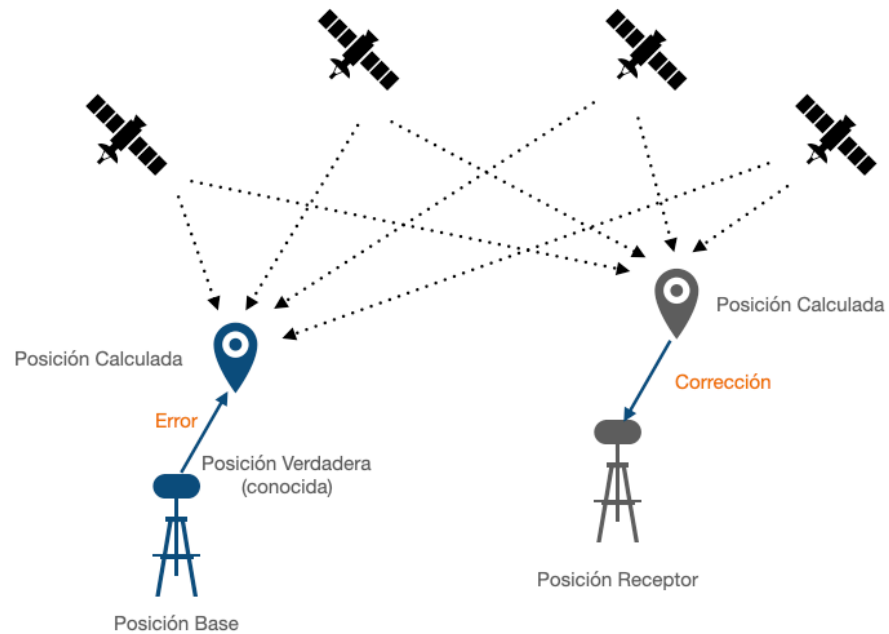 Posición Calculada
Posición Calculada
Corrección
Error
Posición Verdadera
(conocida)
Posición Receptor
Posición Base